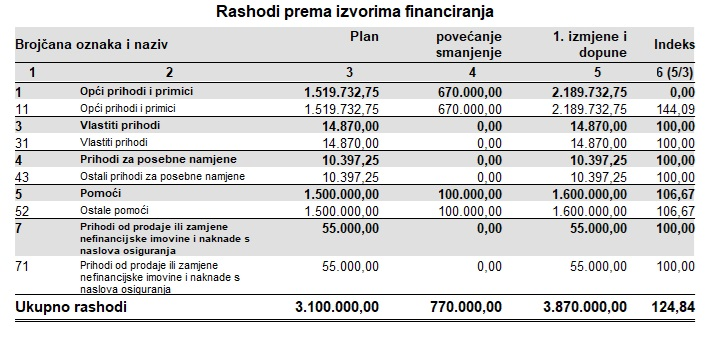 Rashodi prema izvorima financiranja
Brojčana oznaka i naziv Plan povećanje smanjenje 1. izmjene i dopune Indeks
1 2 3 4 5 6 (5/3)
1 Opći prihodi i primici 1.519.732,75 670.000,00 2.189.732,75 0,00
11 Opći prihodi i primici 1.519.732,75 670.000,00 2.189.732,75 144,09
3 Vlastiti prihodi 14.870,00 0,00 14.870,00 100,00
31 Vlastiti prihodi 14.870,00 0,00 14.870,00 100,00
4 Prihodi za posebne namjene 10.397,25 0,00 10.397,25 100,00
43 Ostali prihodi za posebne namjene 10.397,25 0,00 10.397,25 100,00
5 Pomoći 1.500.000,00 100.000,00 1.600.000,00 106,67
52 Ostale pomoći 1.500.000,00 100.000,00 1.600.000,00 106,67
7 Prihodi od prodaje ili zamjene 55.000,00 0,00 55.000,00 100,00
nefinancijske imovine i naknade s
naslova osiguranja
71 Prihodi od prodaje ili zamjene 55.000,00 0,00 55.000,00 100,00
nefinancijske imovine i naknade s
naslova osiguranja
Ukupno rashodi 3.100.000,00 770.000,00 3.870.000,00 124,84